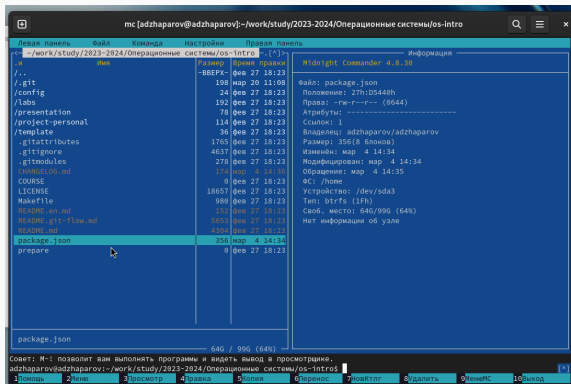 mc [adzhaparov@adzhaparov]:~/work/study/2023-2024/Операционные системы/os-intro
Левая панель Файл Команда Настройки Правая панель
~/work/study/2023-2024/Операционные системы/os-intro .[^]>
.и Имя Размер Время правки
/.. -ВВЕРХ- фев 27 18:23
/.git 198 мар 20 11:08
/config 24 фев 27 18:23
/labs 192 фев 27 18:23
/presentation 78 фев 27 18:23
/project-personal 114 фев 27 18:23
/template 36 фев 27 18:23
.gitattributes 1765 фев 27 18:23
.gitignore 4637 фев 27 18:23
.gitmodules 278 фев 27 18:23
CHANGELOG.md 174 мар 4 14:36
COURSE 0 фев 27 18:23
LICENSE 18657 фев 27 18:23
Makefile 980 фев 27 18:23
README.en.md 152 фев 27 18:23
README.git-flow.md 5653 фев 27 18:23
README.md 4304 фев 27 18:23
package.json 356 мар 4 14:34
prepare 0 фев 27 18:23
package.json
64G / 99G (64%)
Информация
Midnight Commander 4.8.30
Файл: package.json
Положение: 27h:D5440h
Права: -rw-r--r-- (0644)
Атрибуты: ----------------------
Ссылок: 1
Владелец: adzhaparov/adzhaparov
Размер: 356(8 блоков)
Изменён: мар 4 14:34
Модифицирован: мар 4 14:34
Обращение: мар 4 14:35
ФС: /home
Устройство: /dev/sda3
Тип: btrfs (1Fh)
Своб. место: 64G/99G (64%)
Нет информации об узле
Совет: M-! позволит вам выполнять программы и видеть вывод в просмотрщике.
adzhaparov@adzhaparov:~/work/study/2023-2024/Операционные системы/os-intro$ [^]
1Помощь 2Меню 3Просмотр 4Правка 5Копия 6Перенос 7НовКтлг 8Удалить 9МенюMC 10Выход